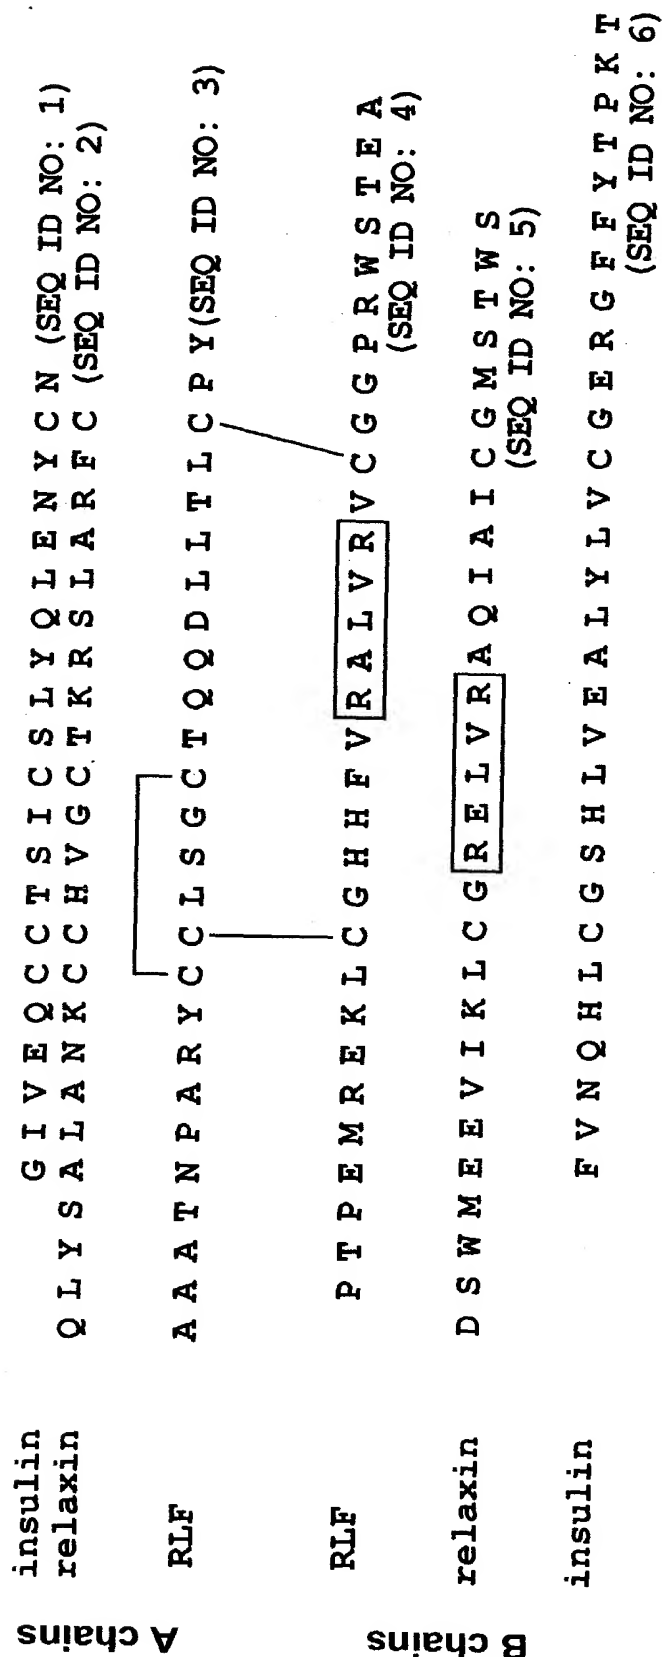 A chains
insulin G I V E Q C C T S I C S L Y Q L E N Y C N (SEQ ID NO: 1)
relaxin Q L Y S A L A N K C C H V G C T K R S L A R F C (SEQ ID NO: 2)
RLF A A A T N P A R Y C C L S G C T Q Q D L L T L C P Y (SEQ ID NO: 3)
B chains
RLF P T P E M R E K L C G H H F V R A L V R V C G G P R W S T E A
(SEQ ID NO: 4)
relaxin D S W M E E V I K L C G R E L V R A Q I A I C G M S T W S
(SEQ ID NO: 5)
insulin F V N Q H L C G S H L V E A L Y L V C G E R G F F Y T P K T
(SEQ ID NO: 6)